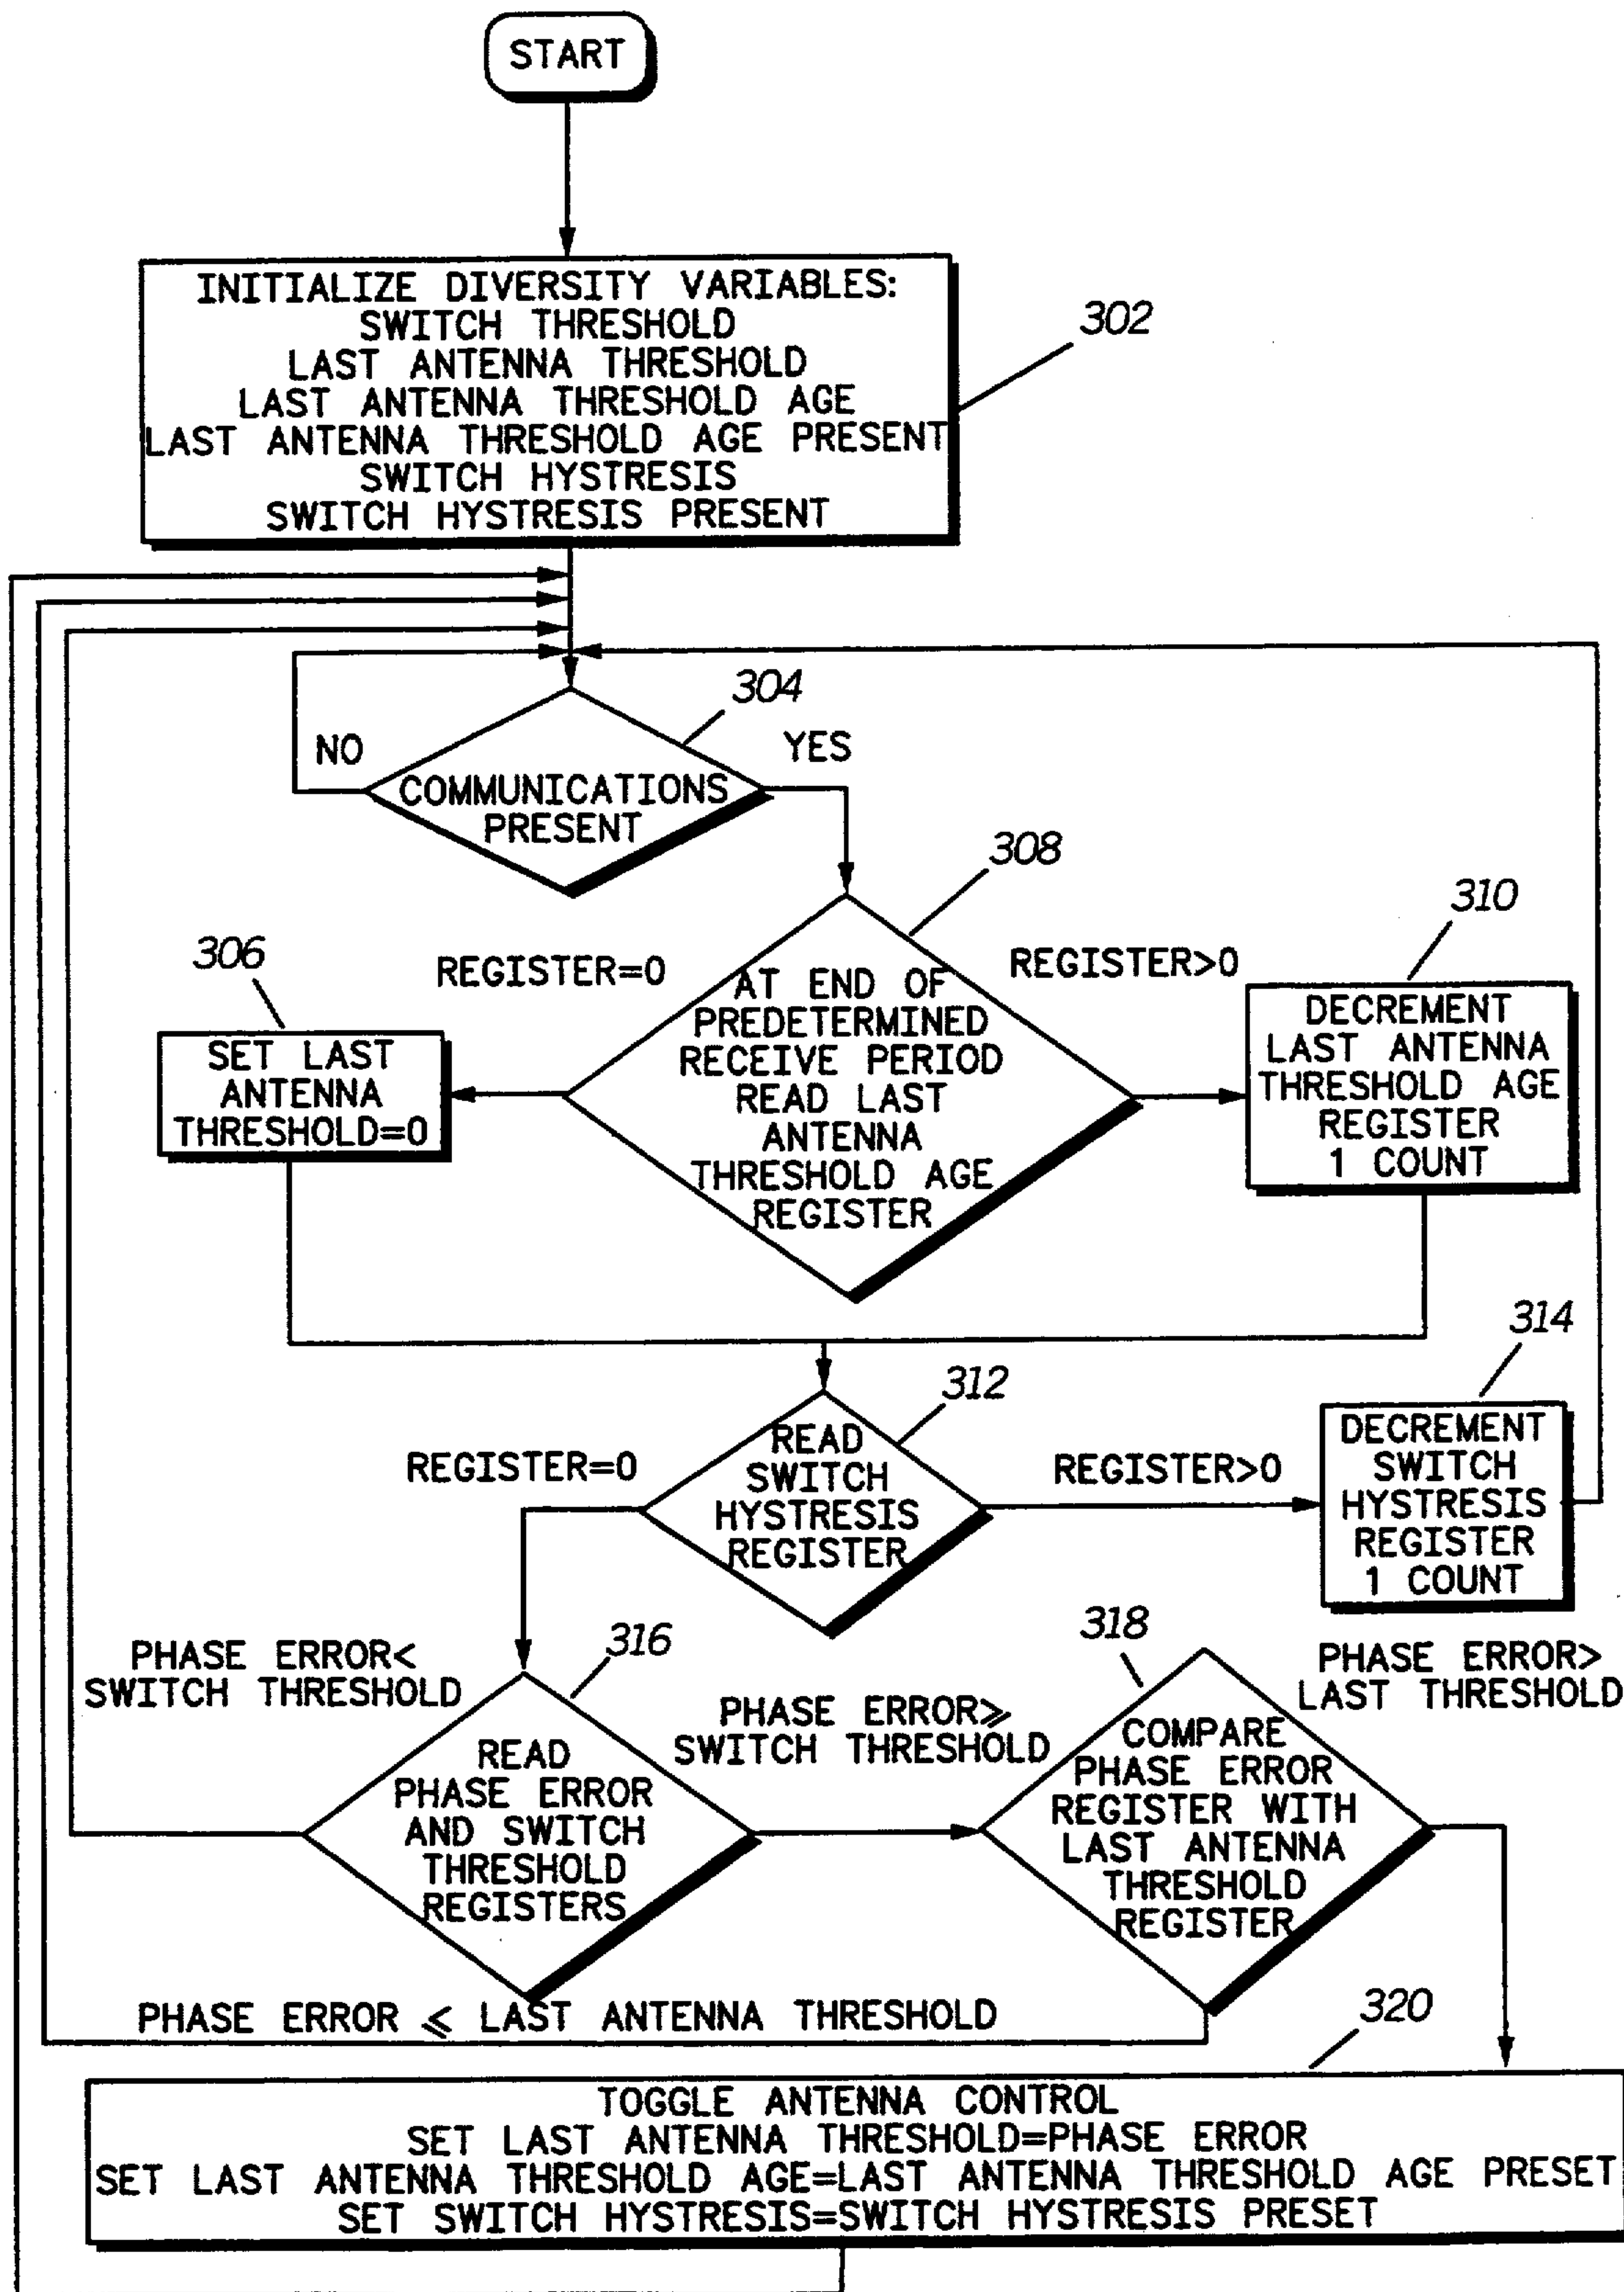 START
INITIALIZE DIVERSITY VARIABLES:
SWITCH THRESHOLD
LAST ANTENNA THRESHOLD
LAST ANTENNA THRESHOLD AGE
LAST ANTENNA THRESHOLD AGE PRESENT
SWITCH HYSTRESIS
SWITCH HYSTRESIS PRESENT
302
304
NO
YES
COMMUNICATIONS
PRESENT
308
310
306
REGISTER=0
REGISTER>0
AT END OF
PREDETERMINED
RECEIVE PERIOD
READ LAST
ANTENNA
THRESHOLD AGE
REGISTER
SET LAST
ANTENNA
THRESHOLD=0
DECREMENT
LAST ANTENNA
THRESHOLD AGE
REGISTER
1 COUNT
314
312
REGISTER=0
READ
SWITCH
HYSTRESIS
REGISTER
REGISTER>0
DECREMENT
SWITCH
HYSTRESIS
REGISTER
1 COUNT
PHASE ERROR<
SWITCH THRESHOLD
316
READ
PHASE ERROR
AND SWITCH
THRESHOLD
REGISTERS
PHASE ERROR⩾
SWITCH THRESHOLD
318
COMPARE
PHASE ERROR
REGISTER WITH
LAST ANTENNA
THRESHOLD
REGISTER
PHASE ERROR>
LAST THRESHOLD
PHASE ERROR ⩽ LAST ANTENNA THRESHOLD
320
TOGGLE ANTENNA CONTROL
SET LAST ANTENNA THRESHOLD=PHASE ERROR
SET LAST ANTENNA THRESHOLD AGE=LAST ANTENNA THRESHOLD AGE PRESET
SET SWITCH HYSTRESIS=SWITCH HYSTRESIS PRESET